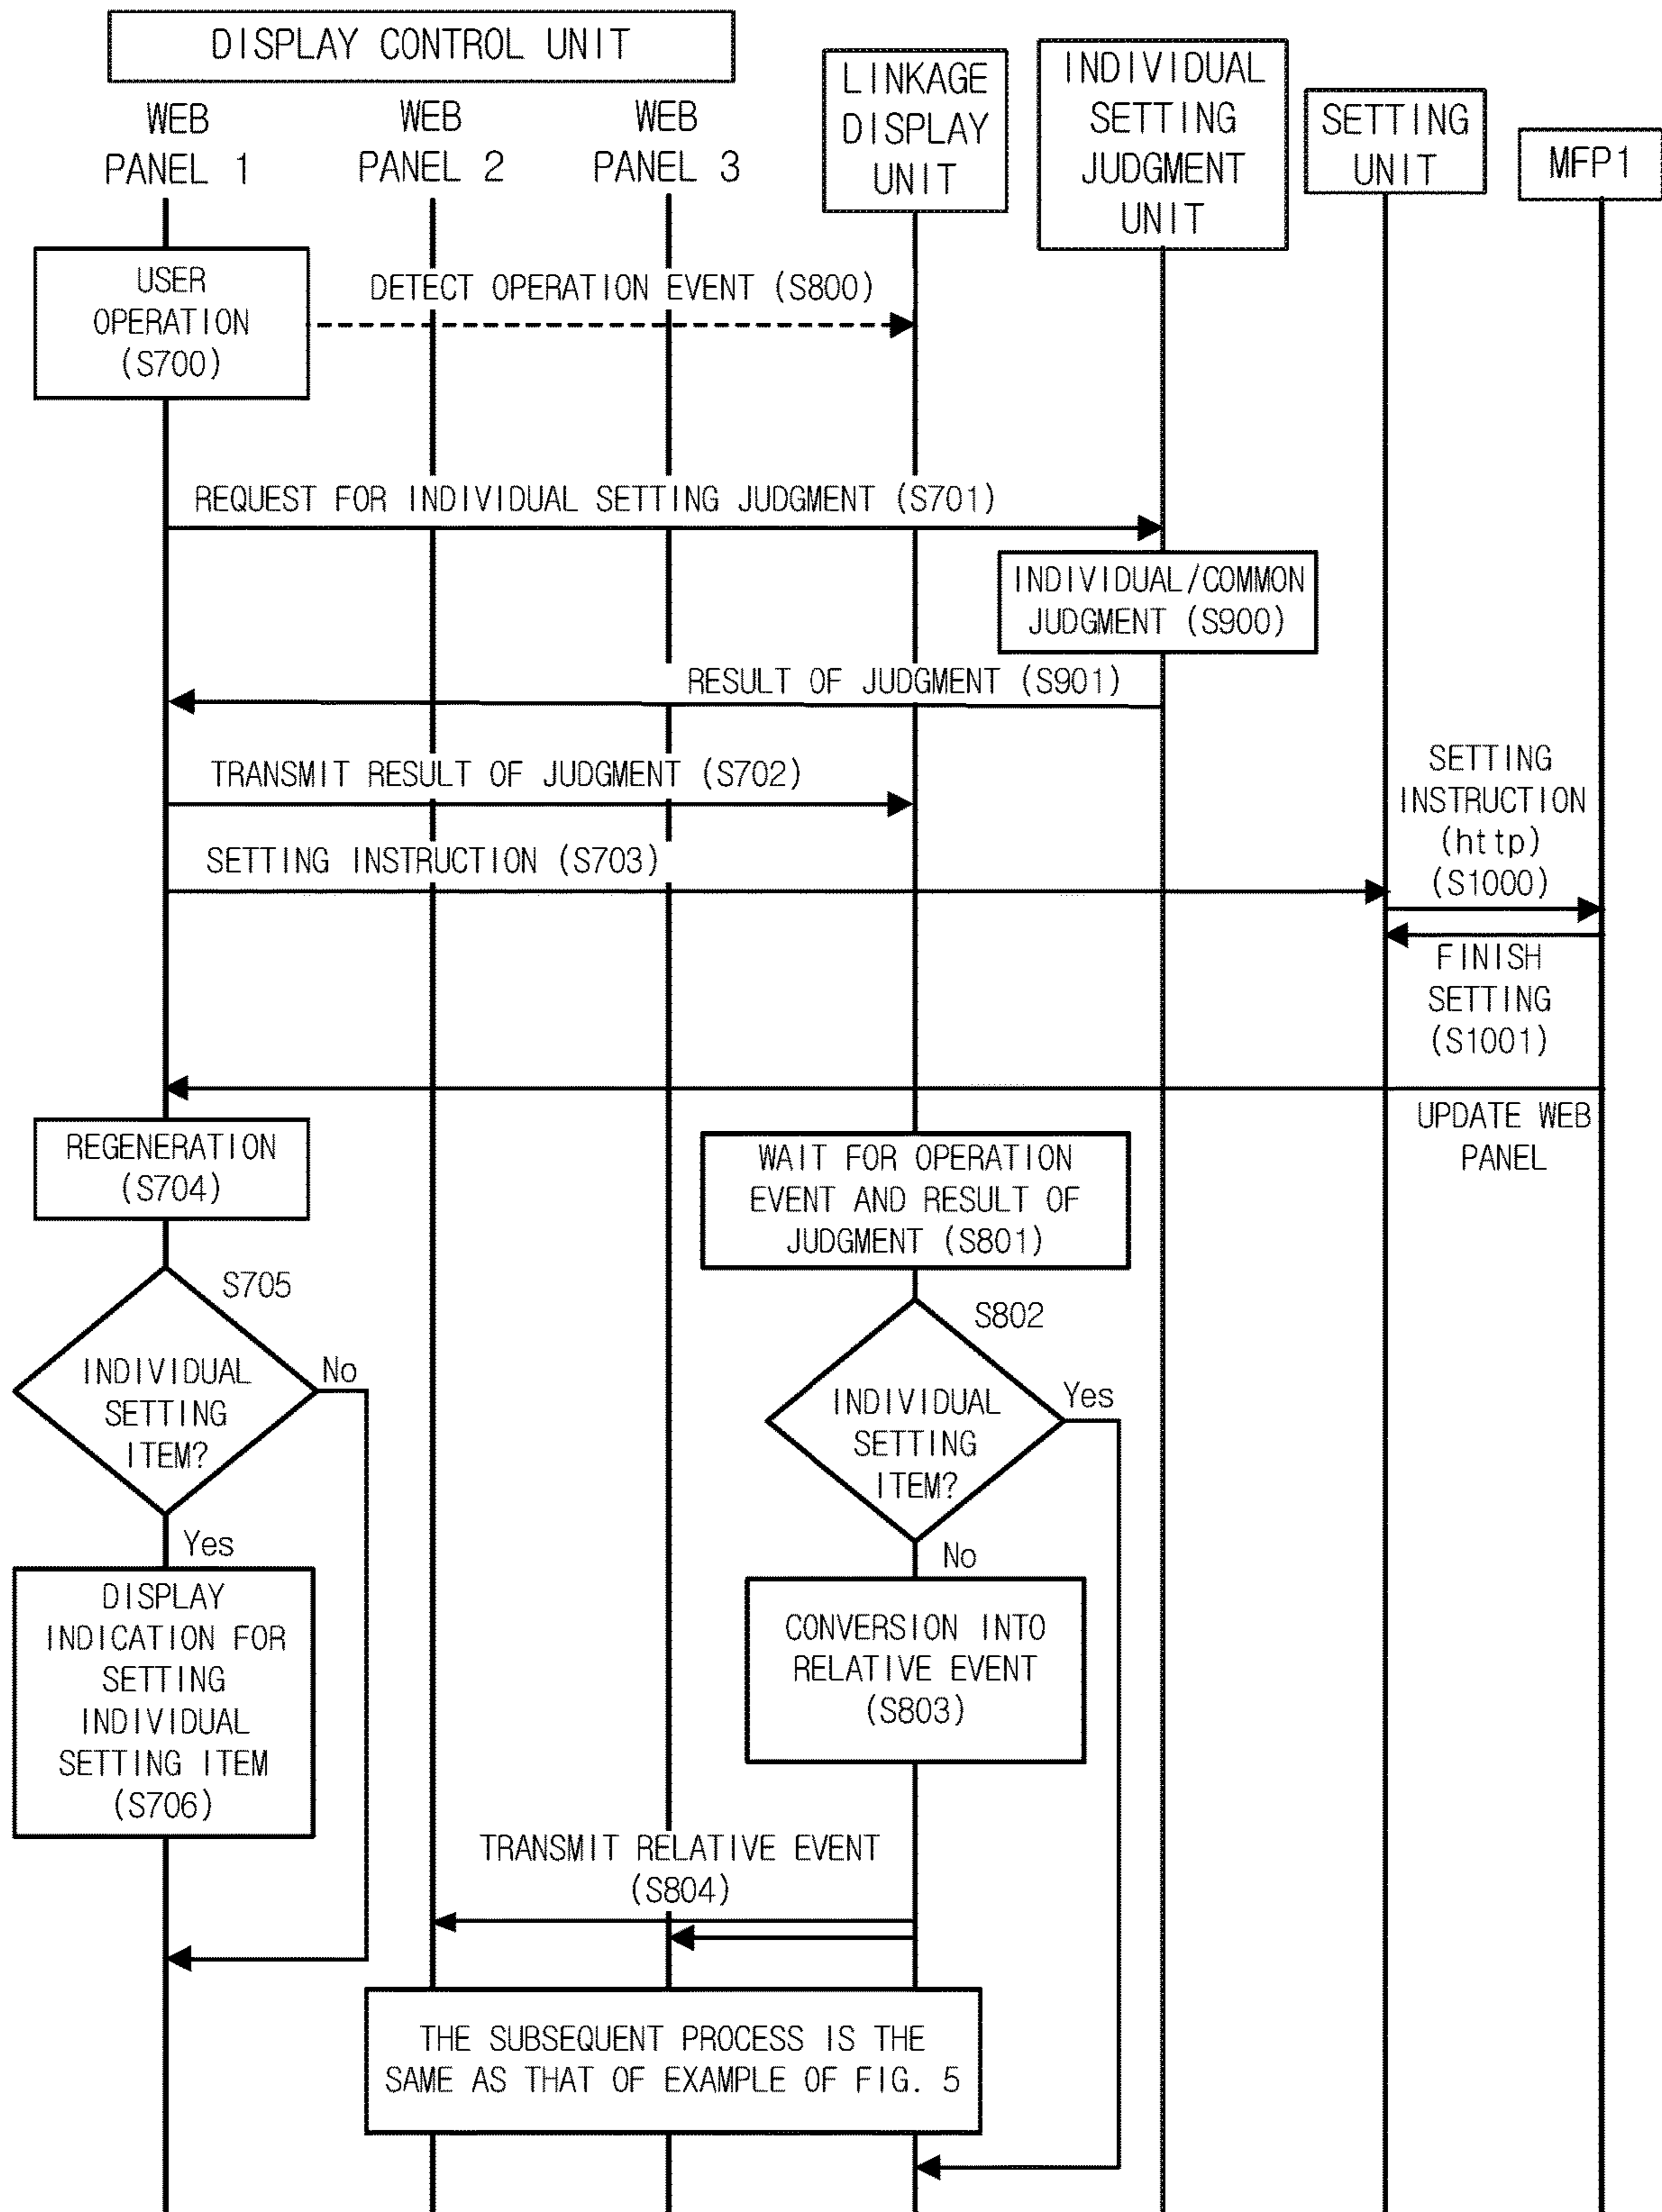 DISPLAY CONTROL UNIT
WEB
PANEL 1
WEB
PANEL 2
WEB
PANEL 3
LINKAGE
DISPLAY
UNIT
INDIVIDUAL
SETTING
JUDGMENT
UNIT
SETTING
UNIT
MFP1
USER
OPERATION
(S700)
DETECT OPERATION EVENT (S800)
REQUEST FOR INDIVIDUAL SETTING JUDGMENT (S701)
INDIVIDUAL/COMMON
JUDGMENT (S900)
RESULT OF JUDGMENT (S901)
TRANSMIT RESULT OF JUDGMENT (S702)
SETTING INSTRUCTION (S703)
SETTING
INSTRUCTION
(http)
(S1000)
FINISH
SETTING
(S1001)
UPDATE WEB
PANEL
REGENERATION
(S704)
WAIT FOR OPERATION
EVENT AND RESULT OF
JUDGMENT (S801)
S705
INDIVIDUAL
SETTING
ITEM?
No
Yes
S802
INDIVIDUAL
SETTING
ITEM?
Yes
No
DISPLAY
INDICATION FOR
SETTING
INDIVIDUAL
SETTING ITEM
(S706)
CONVERSION INTO
RELATIVE EVENT
(S803)
TRANSMIT RELATIVE EVENT
(S804)
THE SUBSEQUENT PROCESS IS THE
SAME AS THAT OF EXAMPLE OF FIG. 5